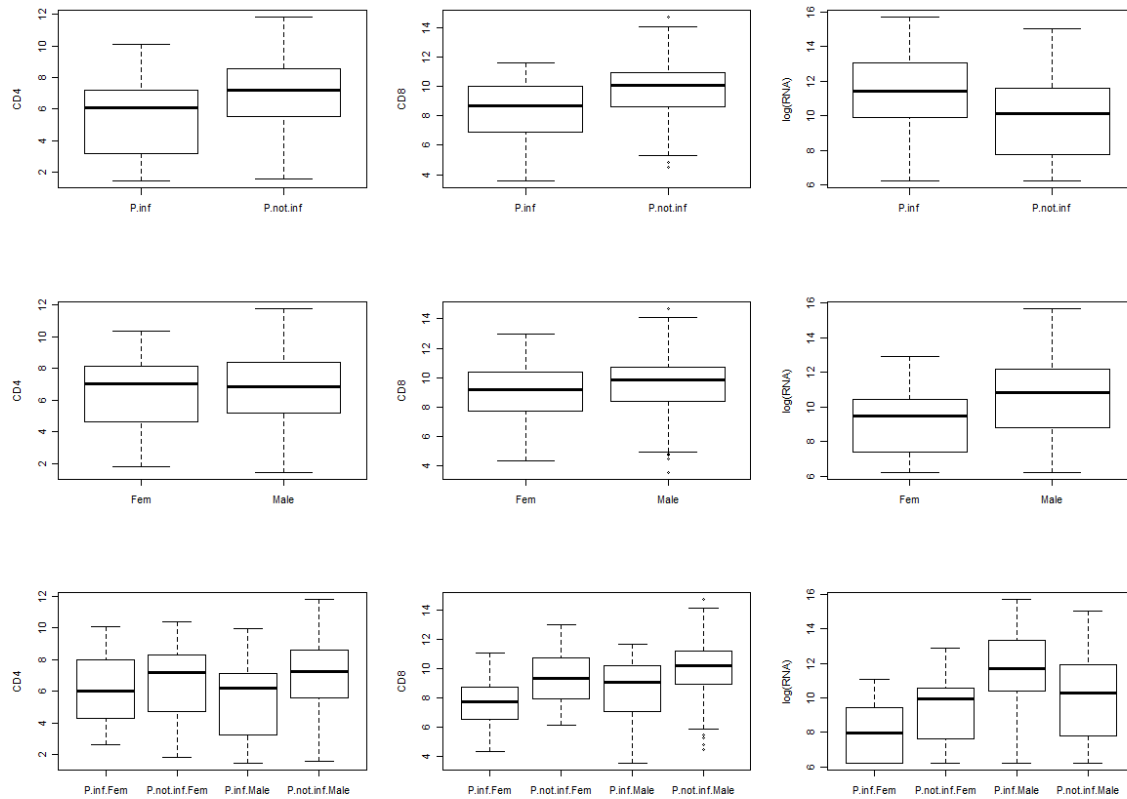 CD4
2 4 6 8 10 12
P.inf P.not.inf
CD8
4 6 8 10 12 14
P.inf P.not.inf
log(RNA)
6 8 10 12 14 16
P.inf P.not.inf
CD4
2 4 6 8 10 12
Fem Male
CD8
4 6 8 10 12 14
Fem Male
log(RNA)
6 8 10 12 14 16
Fem Male
CD4
2 4 6 8 10 12
P.inf.Fem P.not.inf.Fem P.inf.Male P.not.inf.Male
CD8
4 6 8 10 12 14
P.inf.Fem P.not.inf.Fem P.inf.Male P.not.inf.Male
log(RNA)
6 8 10 12 14 16
P.inf.Fem P.not.inf.Fem P.inf.Male P.not.inf.Male